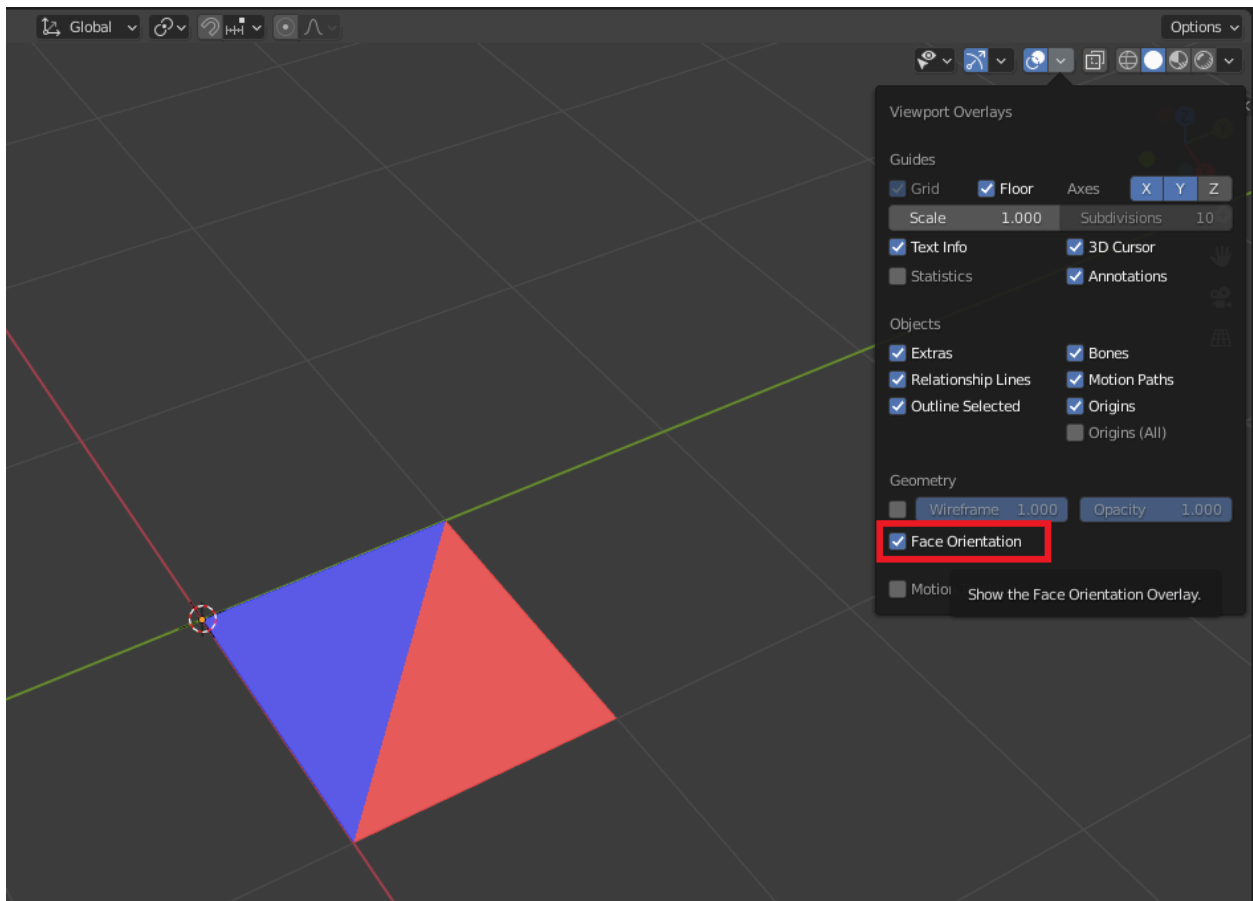 Global
Options
Viewport Overlays
Guides
Grid Floor Axes X Y Z
Scale 1.000 Subdivisions 10
Text Info 3D Cursor
Statistics Annotations
Objects
Extras Bones
Relationship Lines Motion Paths
Outline Selected Origins
Origins (All)
Geometry
Wireframe 1.000 Opacity 1.000
Face Orientation
Motion
Show the Face Orientation Overlay.